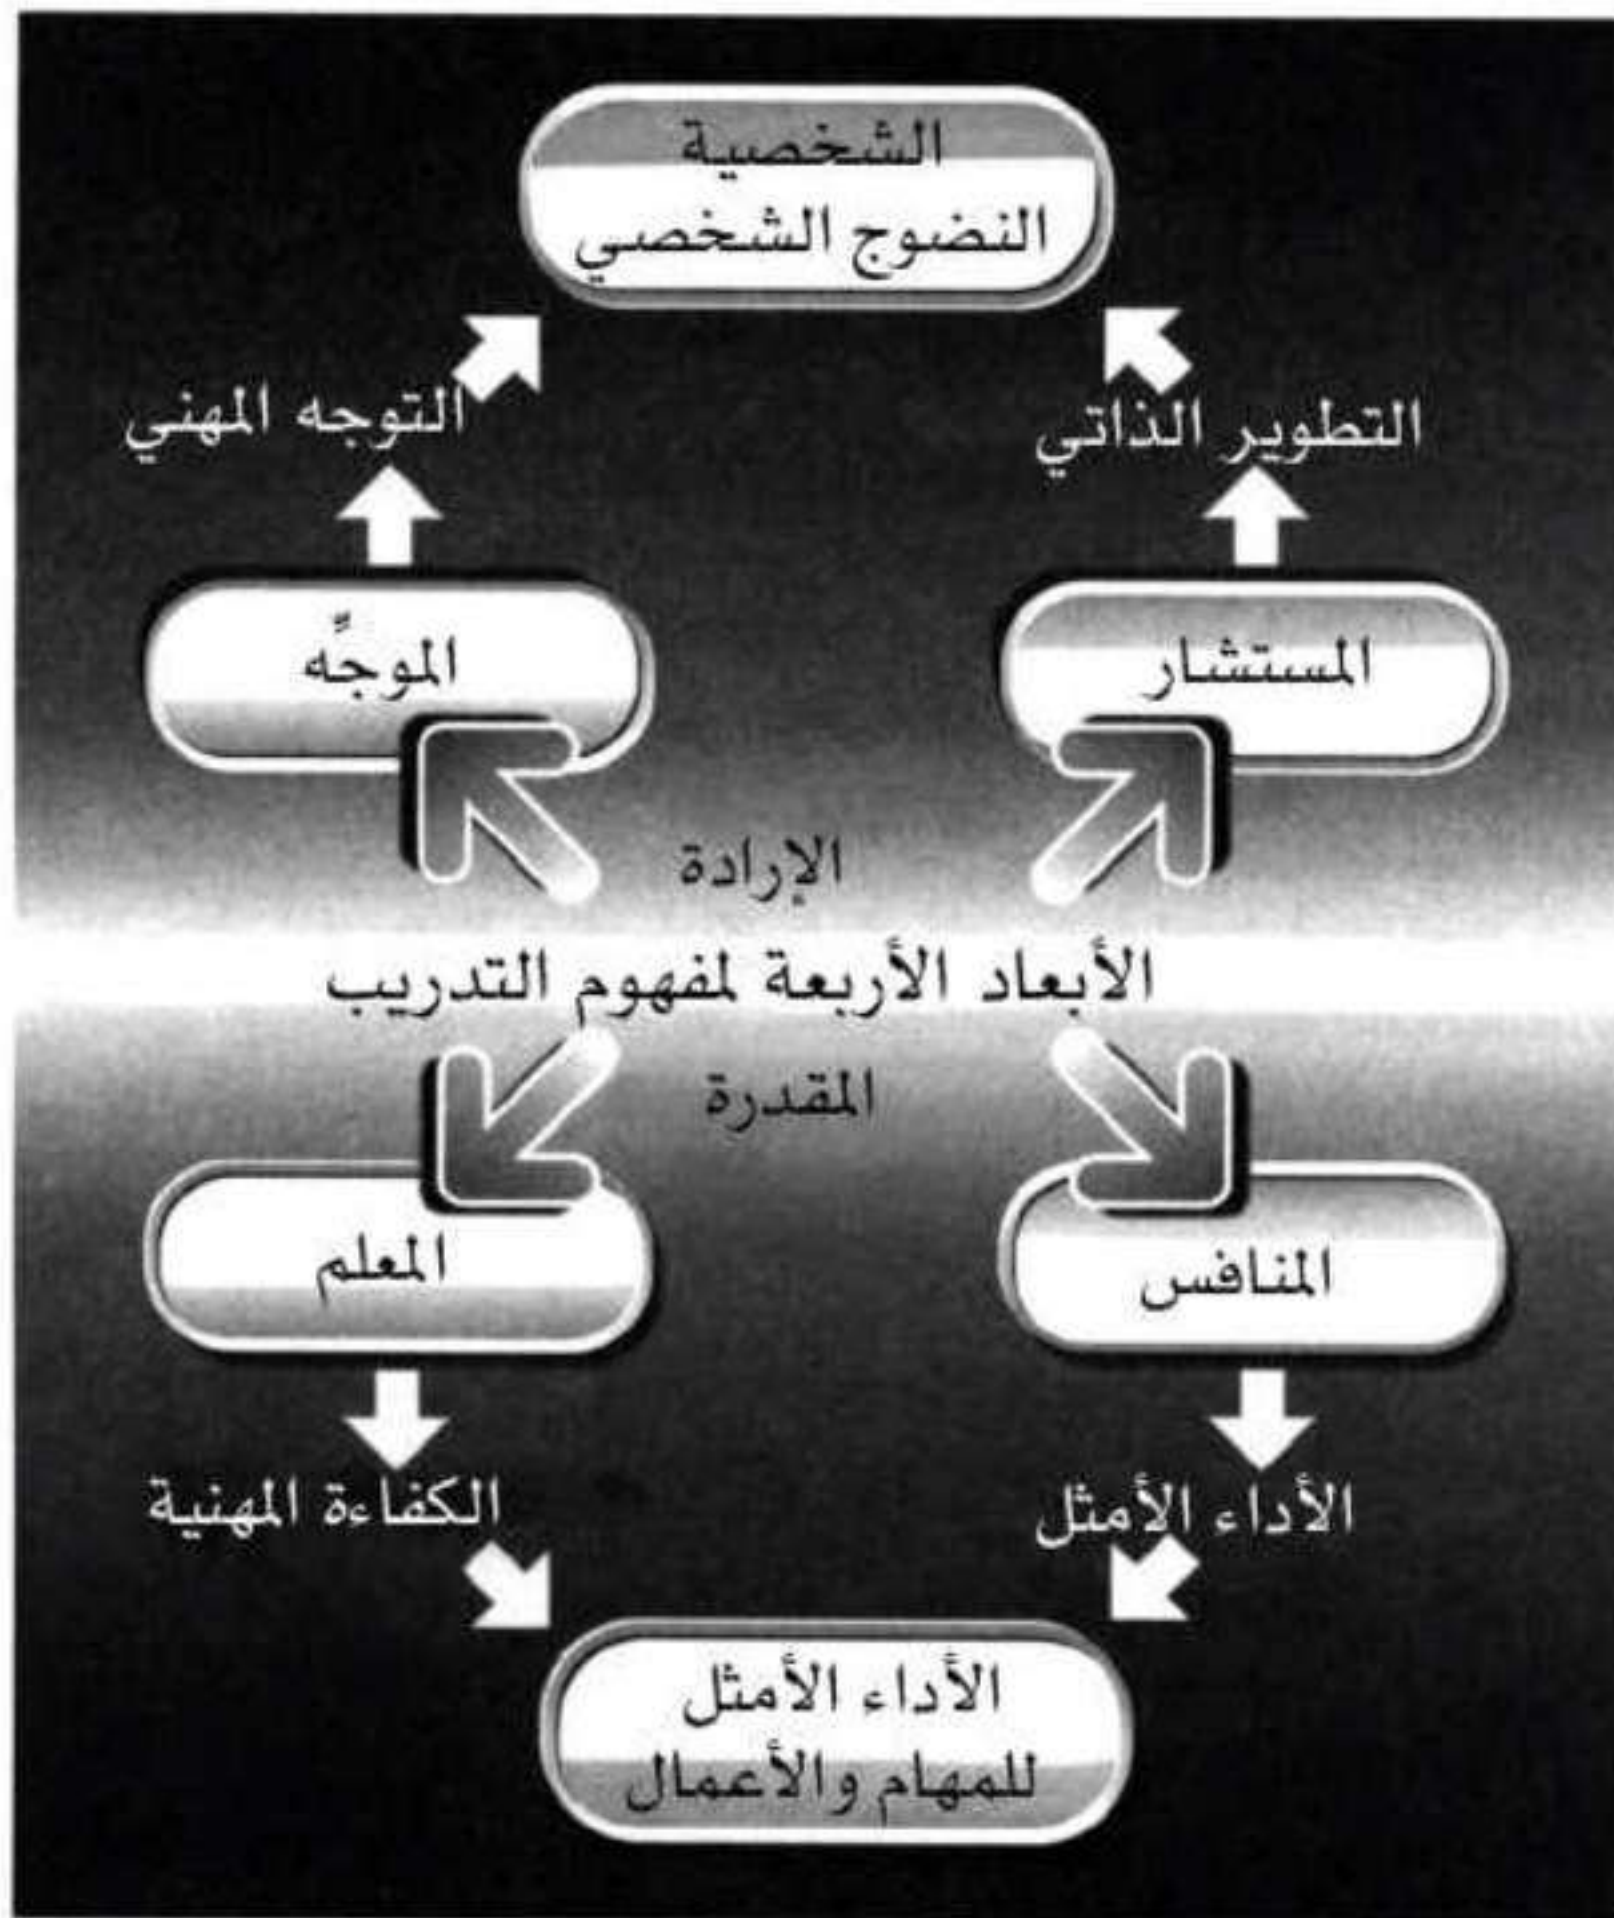 الشخصية
النضوج الشخصي
التطوير الذاتي
التوجه المهني
المستشار
الموجِّه
الإرادة
الأبعاد الأربعة لمفهوم التدريب
المقدرة
المنافس
المعلم
الأداء الأمثل
الكفاءة المهنية
الأداء الأمثل
للمهام والأعمال